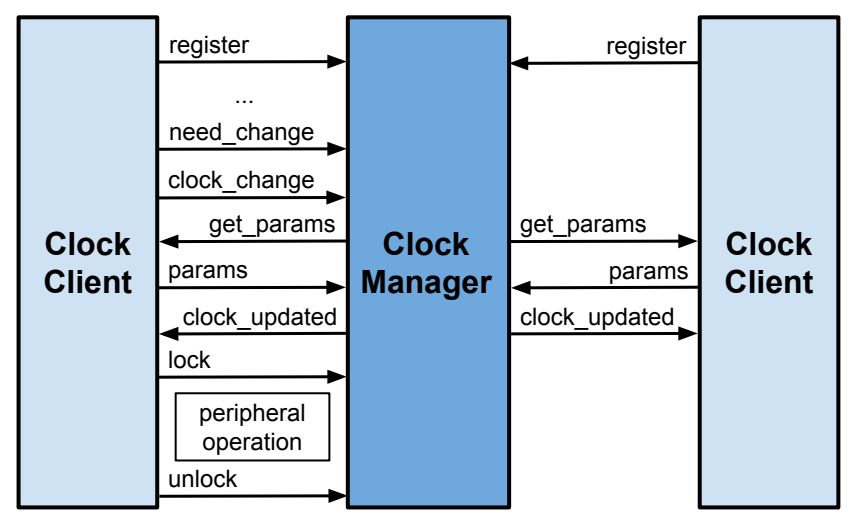 register
register
...
need_change
clock_change
get_params
get_params
Clock
Client
Clock
Manager
Clock
Client
params
params
clock_updated
clock_updated
lock
peripheral
operation
unlock